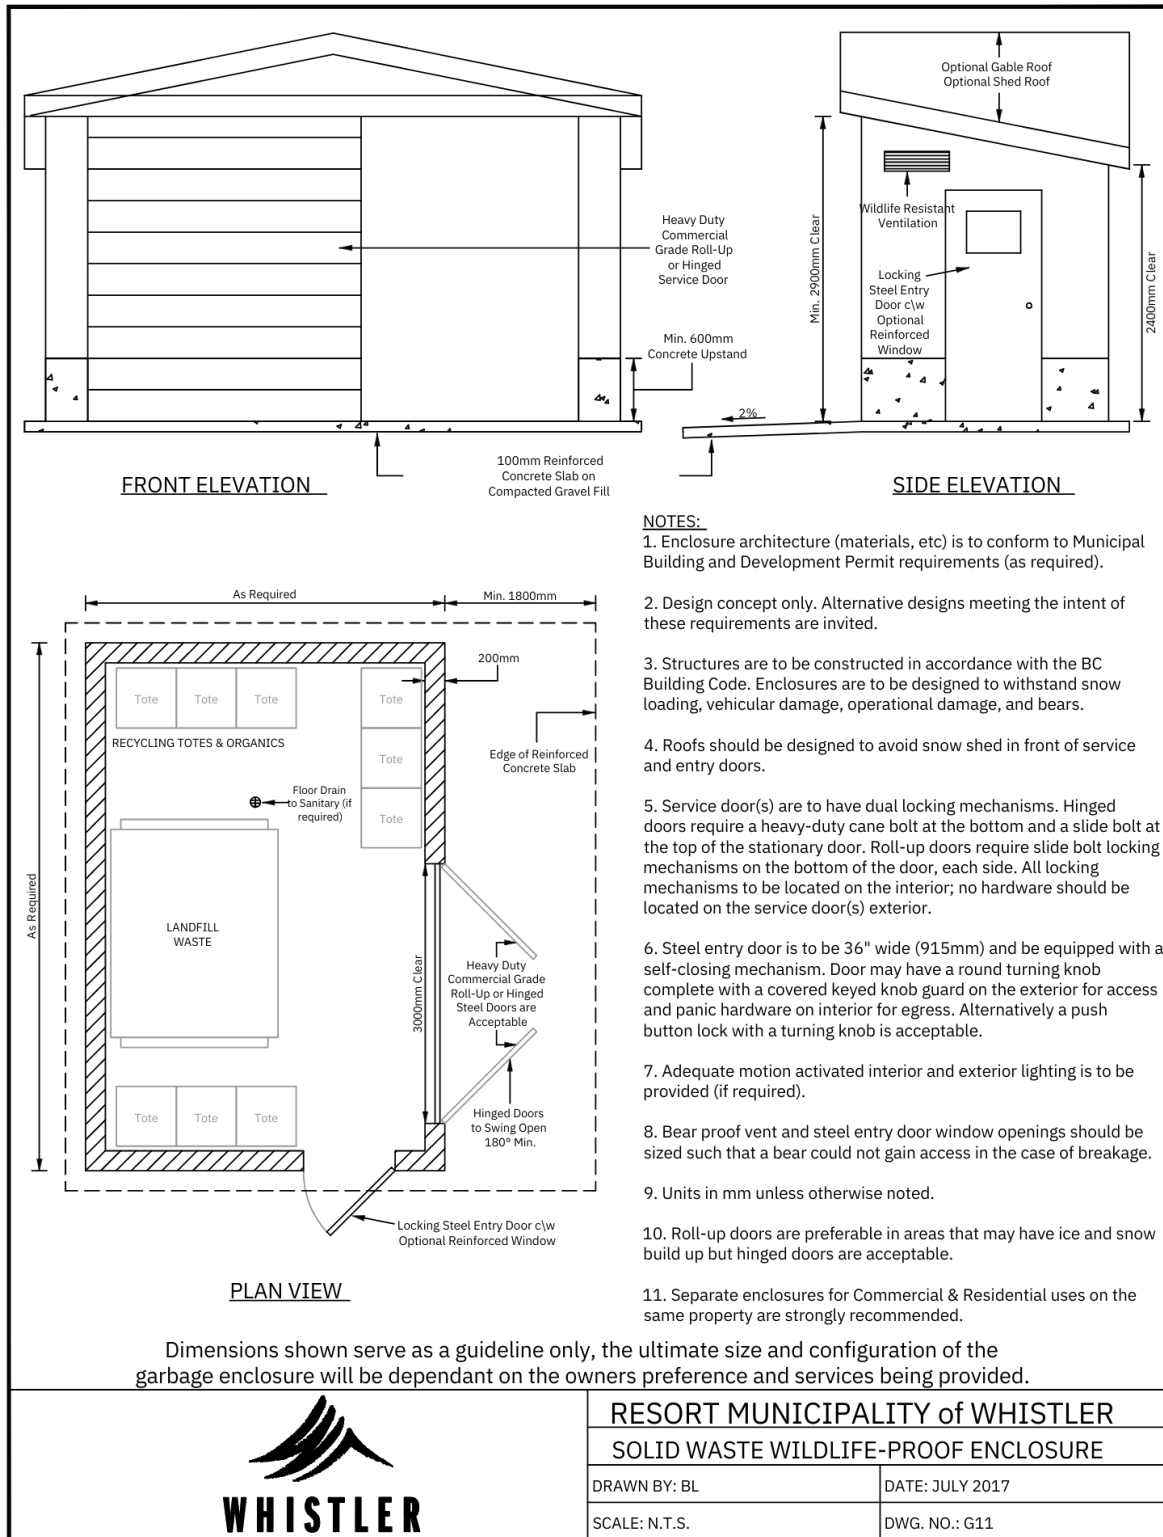 Optional Gable Roof
Optional Shed Roof
Wildlife Resistant
Ventilation
Heavy Duty
Commercial
Grade Roll-Up
or Hinged
Service Door
Min. 2900mm Clear
Locking
Steel Entry
Door c\w
Optional
Reinforced
Window
2400mm Clear
Min. 600mm
Concrete Upstand
2%
100mm Reinforced
Concrete Slab on
Compacted Gravel Fill
FRONT ELEVATION
SIDE ELEVATION
NOTES:
1. Enclosure architecture (materials, etc) is to conform to Municipal
Building and Development Permit requirements (as required).
2. Design concept only. Alternative designs meeting the intent of
these requirements are invited.
3. Structures are to be constructed in accordance with the BC
Building Code. Enclosures are to be designed to withstand snow
loading, vehicular damage, operational damage, and bears.
4. Roofs should be designed to avoid snow shed in front of service
and entry doors.
5. Service door(s) are to have dual locking mechanisms. Hinged
doors require a heavy-duty cane bolt at the bottom and a slide bolt at
the top of the stationary door. Roll-up doors require slide bolt locking
mechanisms on the bottom of the door, each side. All locking
mechanisms to be located on the interior; no hardware should be
located on the service door(s) exterior.
6. Steel entry door is to be 36" wide (915mm) and be equipped with a
self-closing mechanism. Door may have a round turning knob
complete with a covered keyed knob guard on the exterior for access
and panic hardware on interior for egress. Alternatively a push
button lock with a turning knob is acceptable.
7. Adequate motion activated interior and exterior lighting is to be
provided (if required).
8. Bear proof vent and steel entry door window openings should be
sized such that a bear could not gain access in the case of breakage.
9. Units in mm unless otherwise noted.
10. Roll-up doors are preferable in areas that may have ice and snow
build up but hinged doors are acceptable.
11. Separate enclosures for Commercial & Residential uses on the
same property are strongly recommended.
As Required
Min. 1800mm
200mm
Tote
Tote
Tote
Tote
RECYCLING TOTES & ORGANICS
Edge of Reinforced
Concrete Slab
Tote
Floor Drain
to Sanitary (if
required)
Tote
As Required
LANDFILL
WASTE
3000mm Clear
Heavy Duty
Commercial Grade
Roll-Up or Hinged
Steel Doors are
Acceptable
Tote
Tote
Tote
Hinged Doors
to Swing Open
180° Min.
Locking Steel Entry Door c\w
Optional Reinforced Window
PLAN VIEW
Dimensions shown serve as a guideline only, the ultimate size and configuration of the
garbage enclosure will be dependant on the owners preference and services being provided.
WHISTLER
RESORT MUNICIPALITY of WHISTLER
SOLID WASTE WILDLIFE-PROOF ENCLOSURE
DRAWN BY: BL
DATE: JULY 2017
SCALE: N.T.S.
DWG. NO.: G11